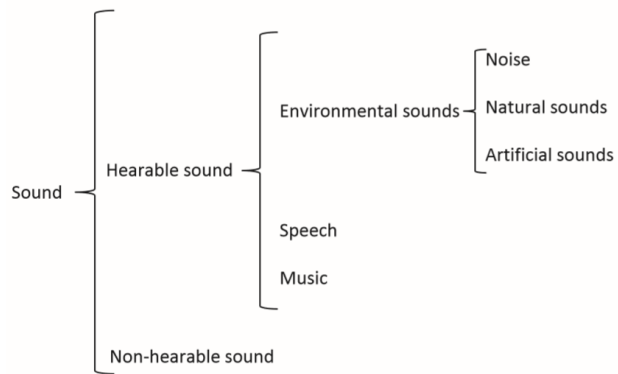 Noise
Environmental sounds
Natural sounds
Artificial sounds
Hearable sound
Sound
Speech
Music
Non-hearable sound